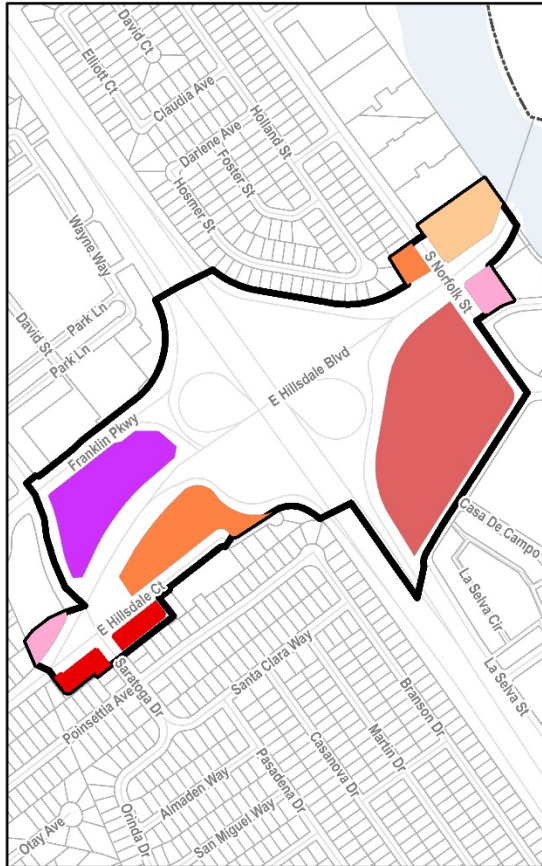 David Ct
Elliott Ct
Claudia Ave
Holland St
Darlene Ave
Foster St
Hosmer St
Wayne Way
S Norfolk St
Park Ln
David St
Park Ln
E Hillsdale Blvd
Franklin Pkwy
Casa De Campo
E Hillsdale Ct
La Selva Cir
Saratoga Dr
Santa Clara Way
La Selva St
Poinsettia Ave
Branson Dr
Martin Dr
Casanova Dr
Pasadena Dr
Almaden Way
Orinda Dr
San Miguel Way
Otay Ave